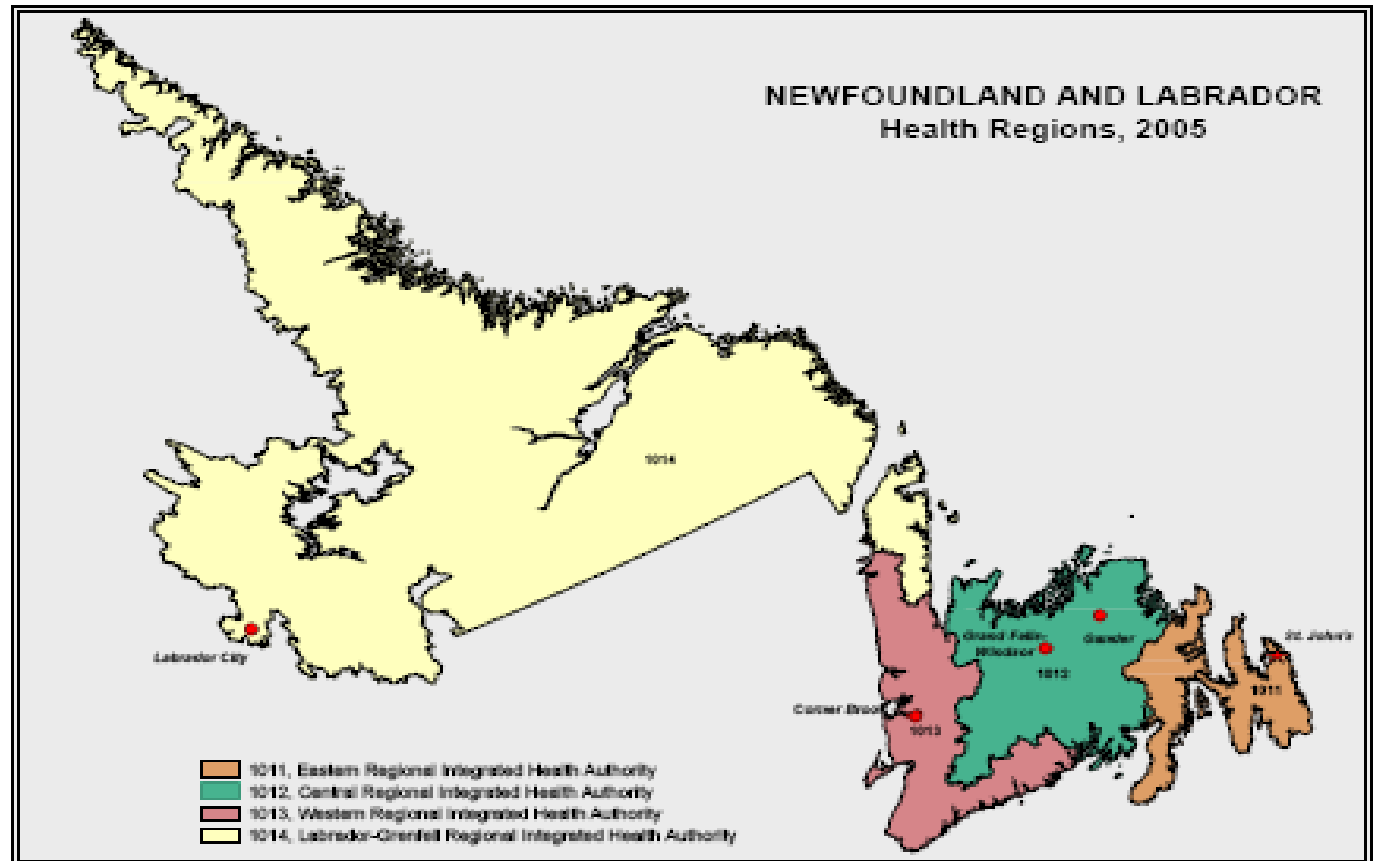 NEWFOUNDLAND AND LABRADOR
Health Regions, 2005
1014
Labrador City
Grand Falls-
Windsor
Gander
St. John's
1012
1011
Corner Brook
1013
1011, Eastern Regional Integrated Health Authority
1012, Central Regional Integrated Health Authority
1013, Western Regional Integrated Health Authority
1014, Labrador-Grenfell Regional Integrated Health Authority